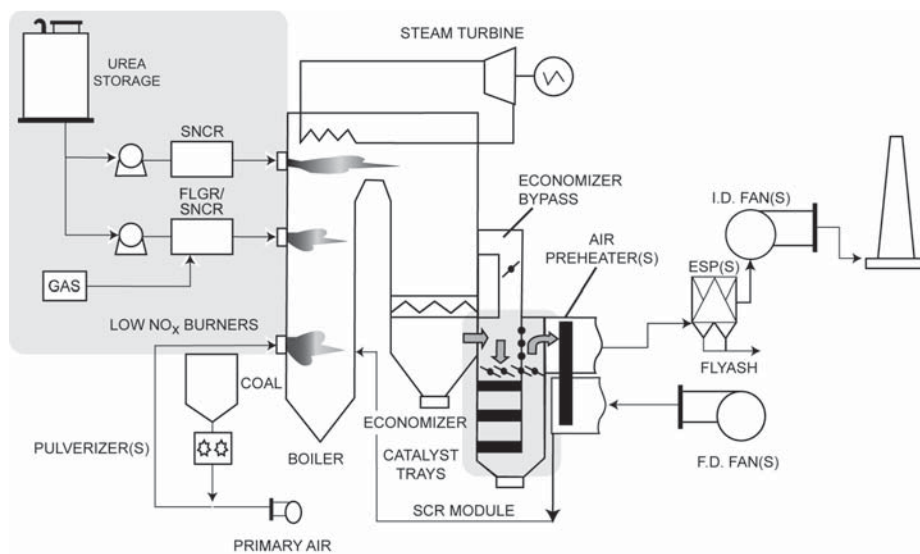 UREA
STORAGE
SNCR
FLGR/
SNCR
GAS
LOW NOx BURNERS
COAL
PULVERIZER(S)
PRIMARY AIR
BOILER
STEAM TURBINE
ECONOMIZER
ECONOMIZER
BYPASS
CATALYST
TRAYS
SCR MODULE
AIR
PREHEATER(S)
ESP(S)
FLYASH
I.D. FAN(S)
F.D. FAN(S)